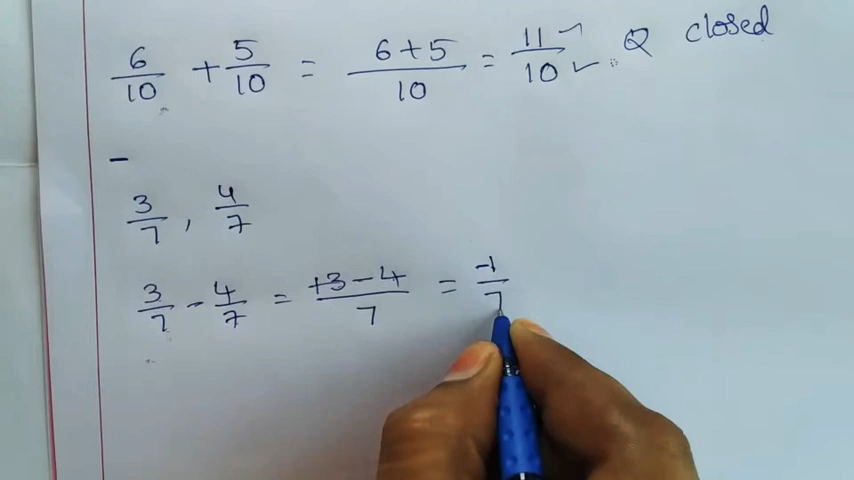 6/10 + 5/10 = 6+5/10 = 11/10 ✓ ✓ Q closed
-
3/7 , 4/7
3/7 - 4/7 = +3-4/7 = -1/7